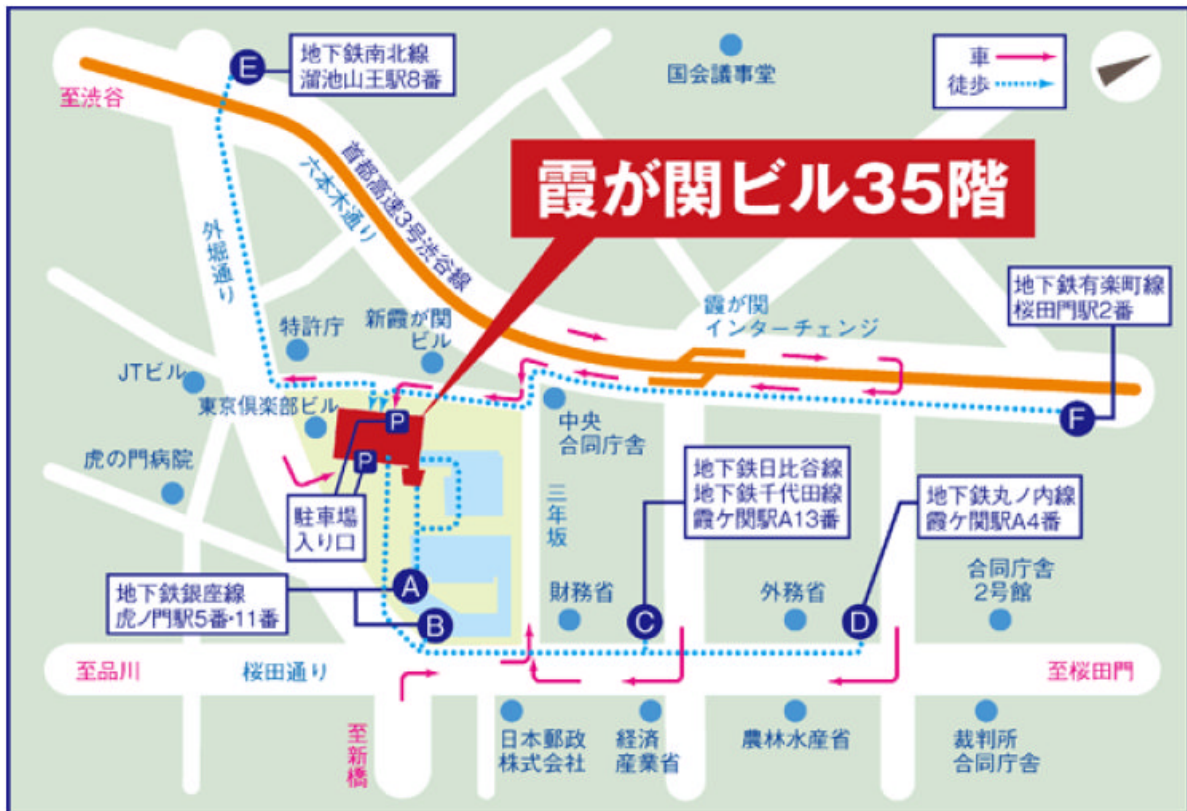 E
地下鉄南北線
溜池山王駅8番
国会議事堂
車
徒歩
至渋谷
首都高速3号渋谷線
六本木通り
霞が関ビル35階
外堀通り
地下鉄有楽町線
桜田門駅2番
霞が関
インターチェンジ
特許庁
新霞が関
ビル
JTビル
東京倶楽部ビル
P
P
中央
合同庁舎
F
虎の門病院
駐車場
入り口
三年坂
地下鉄日比谷線
地下鉄千代田線
霞ケ関駅A13番
地下鉄丸ノ内線
霞ケ関駅A4番
地下鉄銀座線
虎ノ門駅5番・11番
A
B
財務省
C
外務省
D
合同庁舎
2号館
至品川
桜田通り
至桜田門
至新橋
日本郵政
株式会社
経済
産業省
農林水産省
裁判所
合同庁舎